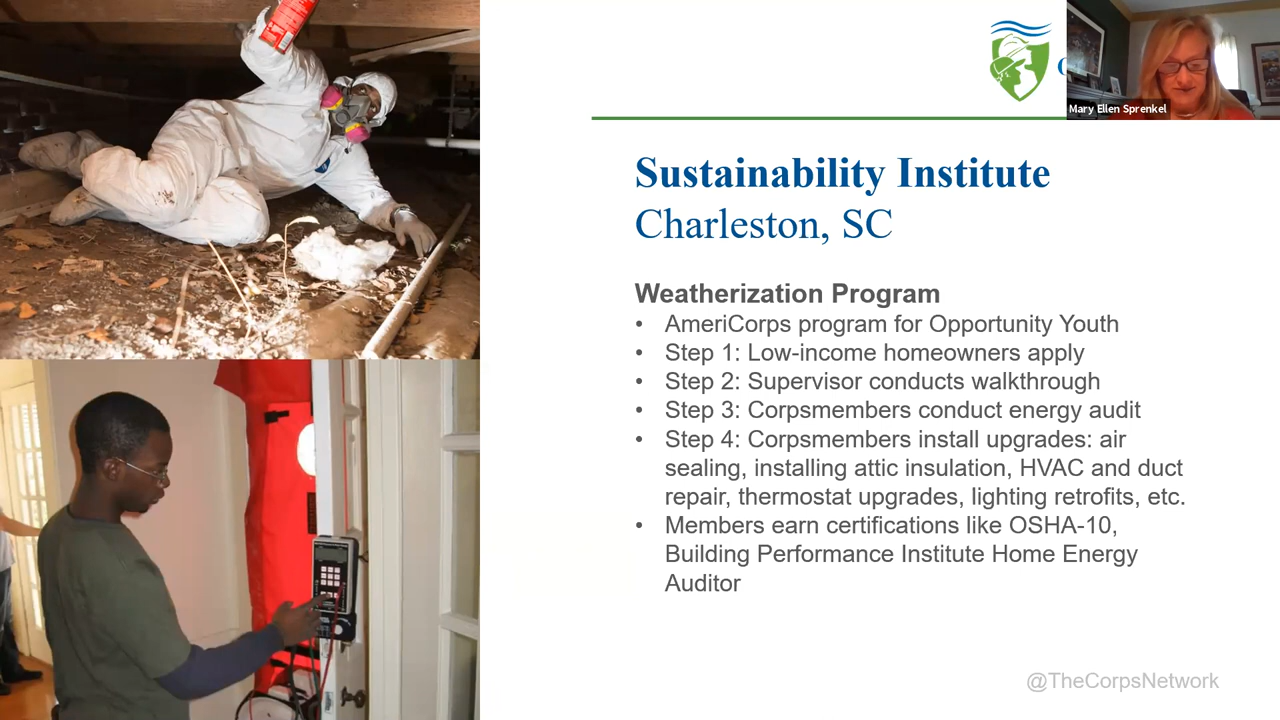 Mary Ellen Sprenkel
Sustainability Institute
Charleston, SC
Weatherization Program
• AmeriCorps program for Opportunity Youth
• Step 1: Low-income homeowners apply
• Step 2: Supervisor conducts walkthrough
• Step 3: Corpsmembers conduct energy audit
• Step 4: Corpsmembers install upgrades: air
sealing, installing attic insulation, HVAC and duct
repair, thermostat upgrades, lighting retrofits, etc.
• Members earn certifications like OSHA-10,
Building Performance Institute Home Energy
Auditor
@TheCorpsNetwork